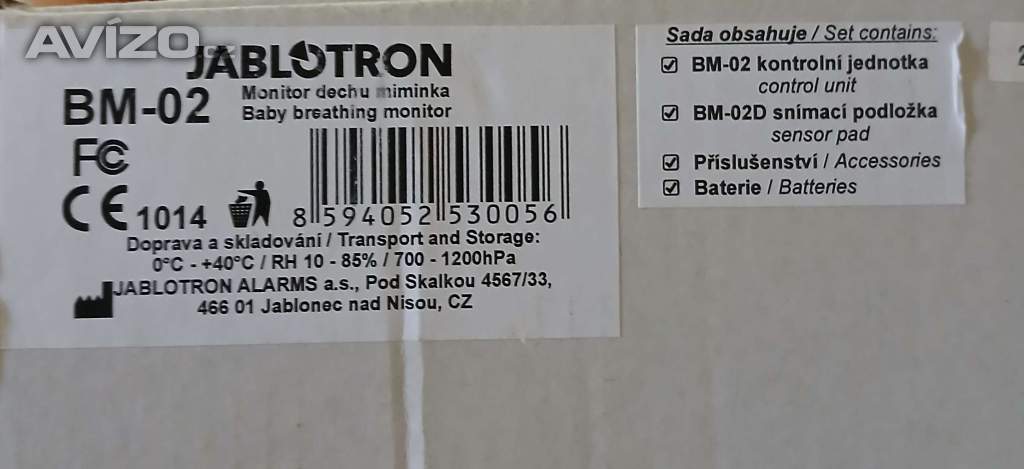 AVÍZO
JABLOTRON
BM-02
Monitor dechu miminka
Baby breathing monitor
FC
CE 1014
8 594052 530056
Doprava a skladování / Transport and Storage:
0°C - +40°C / RH 10 - 85% / 700 - 1200hPa
JABLOTRON ALARMS a.s., Pod Skalkou 4567/33,
466 01 Jablonec nad Nisou, CZ
Sada obsahuje / Set contains:
☑ BM-02 kontrolní jednotka
control unit
☑ BM-02D snímací podložka
sensor pad
☑ Příslušenství / Accessories
☑ Baterie / Batteries